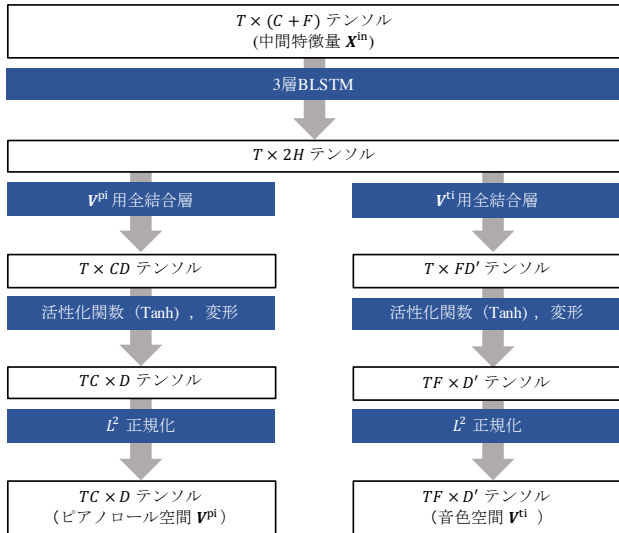 T × (C + F) テンソル
(中間特徴量 X^in)
3層BLSTM
T × 2H テンソル
V^pi 用全結合層
V^ti 用全結合層
T × CD テンソル
T × FD′ テンソル
活性化関数（Tanh），変形
活性化関数（Tanh），変形
TC × D テンソル
TF × D′ テンソル
L² 正規化
L² 正規化
TC × D テンソル
（ピアノロール空間 V^pi）
TF × D′ テンソル
（音色空間 V^ti ）